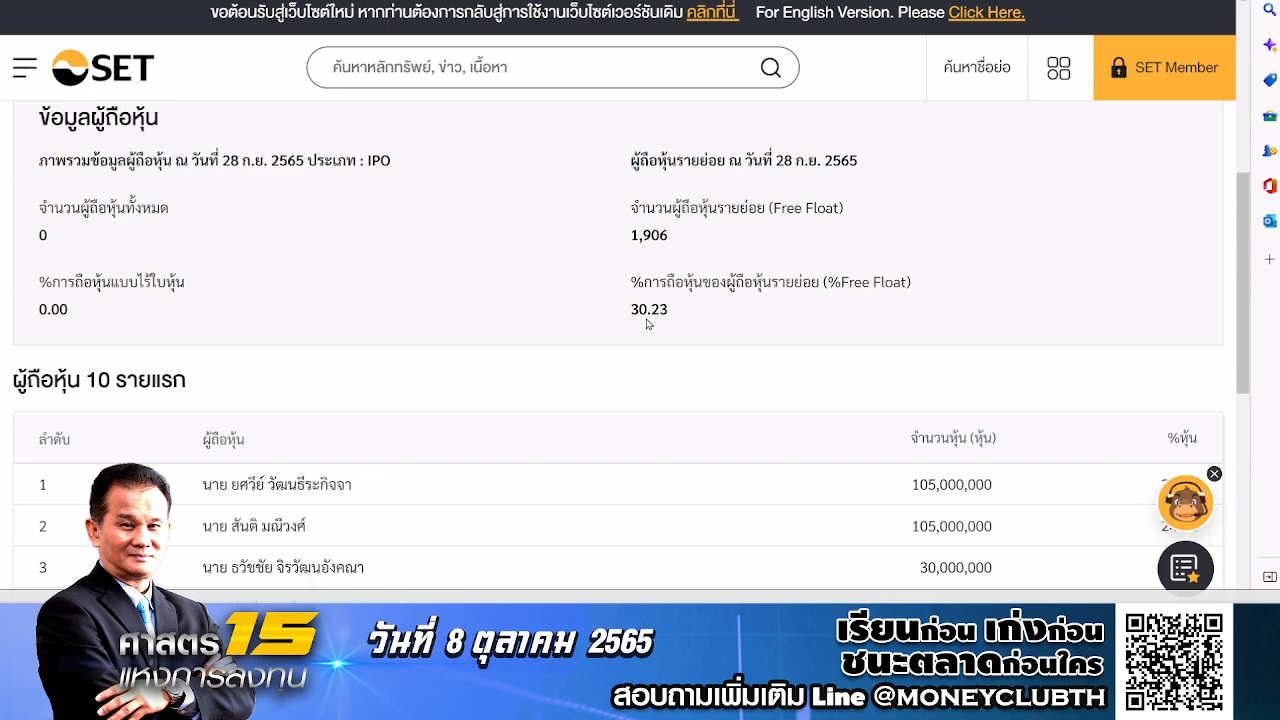 ขอต้อนรับสู่เว็บไซต์ใหม่ หากท่านต้องการกลับสู่การใช้งานเว็บไซต์เวอร์ชันเดิม คลิกที่นี่ For English Version. Please Click Here.
SET
ค้นหาหลักทรัพย์, ข่าว, เนื้อหา
ค้นหาชื่อย่อ
SET Member
ข้อมูลผู้ถือหุ้น
ภาพรวมข้อมูลผู้ถือหุ้น ณ วันที่ 28 ก.ย. 2565 ประเภท : IPO
ผู้ถือหุ้นรายย่อย ณ วันที่ 28 ก.ย. 2565
จำนวนผู้ถือหุ้นทั้งหมด
จำนวนผู้ถือหุ้นรายย่อย (Free Float)
0
1,906
%การถือหุ้นแบบไร้ใบหุ้น
%การถือหุ้นของผู้ถือหุ้นรายย่อย (%Free Float)
0.00
30.23
ผู้ถือหุ้น 10 รายแรก
ลำดับ ผู้ถือหุ้น จำนวนหุ้น (หุ้น) %หุ้น
1 นาย ยศวีย์ วัฒนธีระกิจจา 105,000,000
2 นาย สันติ มณีวงศ์ 105,000,000
3 นาย ธวัชชัย จิรวัฒนอังคณา 30,000,000
ศาสตร์ 15
แห่งการลงทุน
วันที่ 8 ตุลาคม 2565
เรียนก่อน เก่งก่อน
ชนะตลาดก่อนใคร
สอบถามเพิ่มเติม Line @MONEYCLUBTH